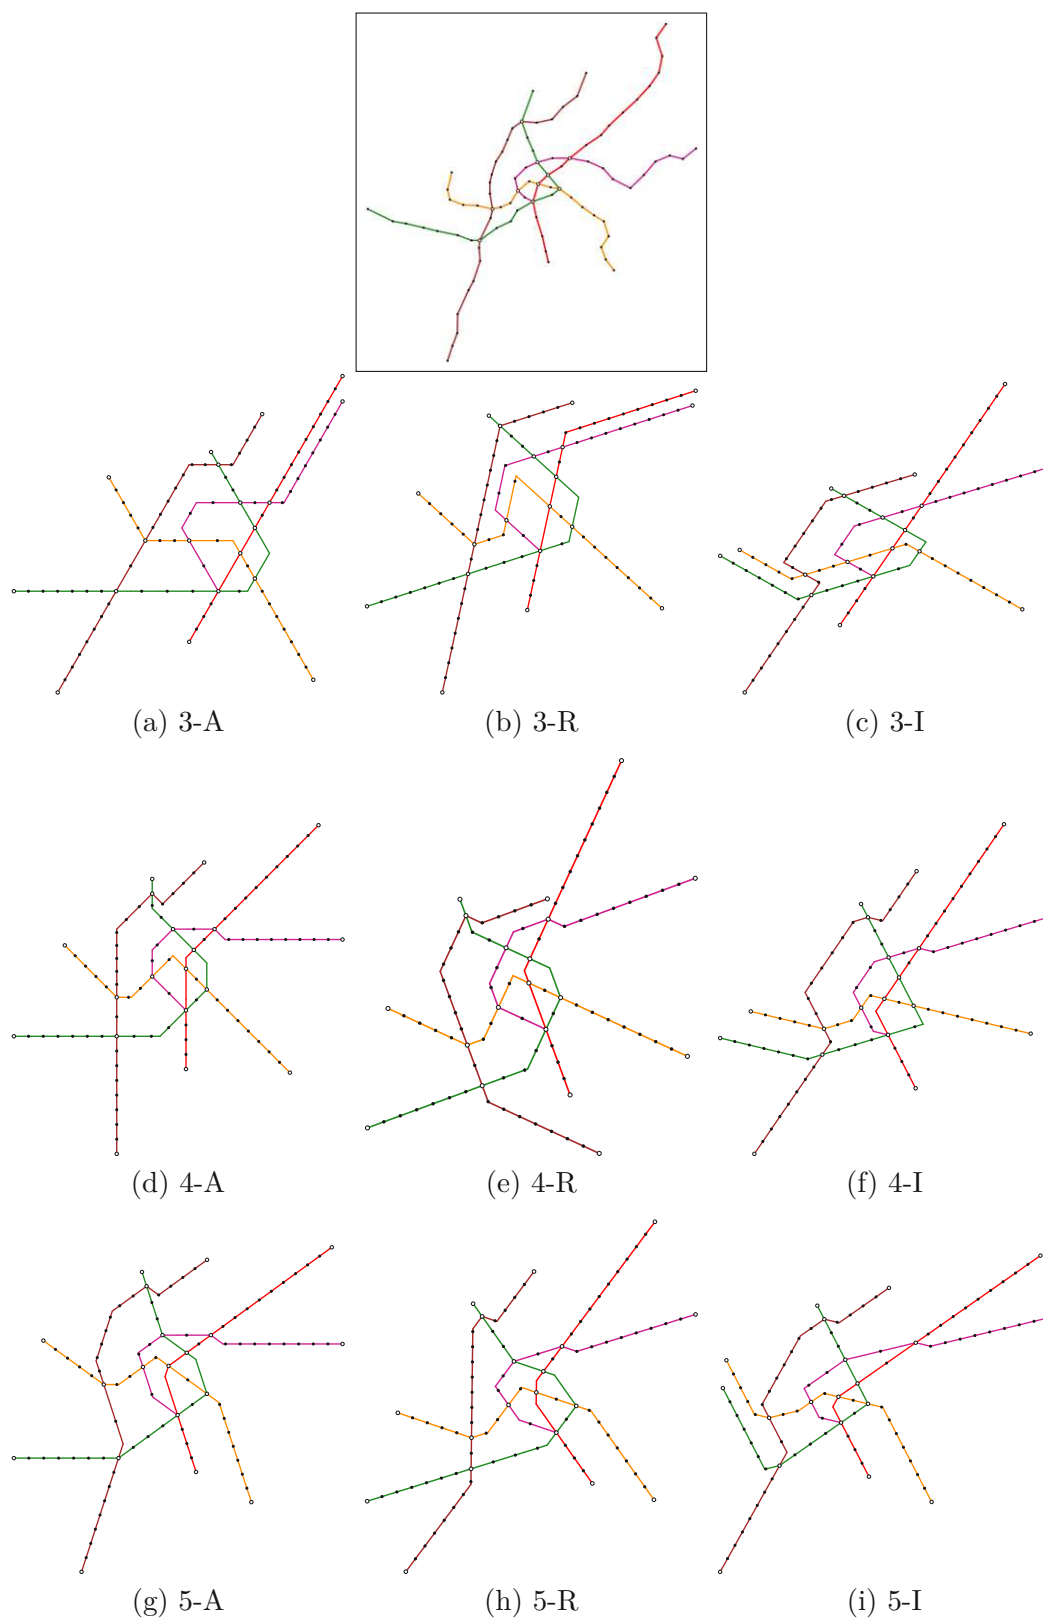 (a) 3-A
(b) 3-R
(c) 3-I
(d) 4-A
(e) 4-R
(f) 4-I
(g) 5-A
(h) 5-R
(i) 5-I